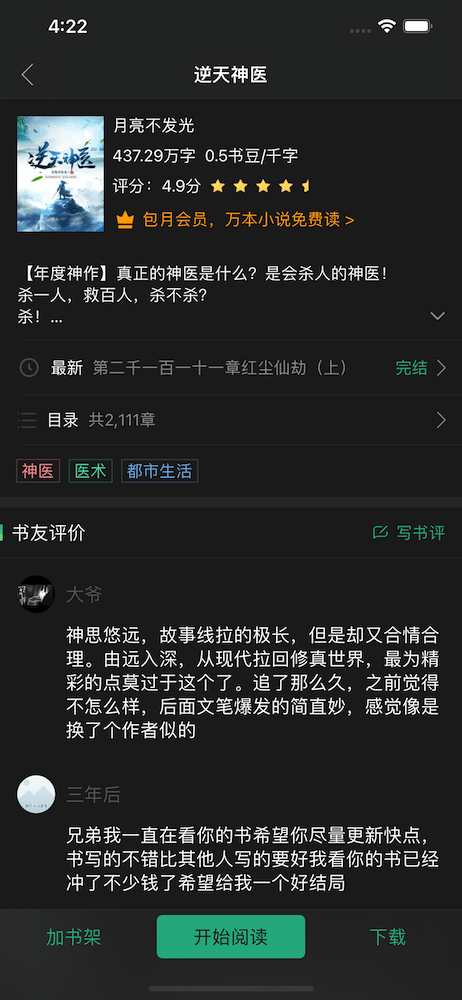 4:22
逆天神医
逆天神医
月亮不发光
437.29万字 0.5书豆/千字
评分：4.9分
包月会员，万本小说免费读 >
【年度神作】真正的神医是什么？是会杀人的神医！
杀一人，救百人，杀不杀？
杀！...
最新 第二千一百一十一章红尘仙劫（上） 完结
目录 共2,111章
神医 医术 都市生活
书友评价 写书评
大爷
神思悠远，故事线拉的极长，但是却又合情合
理。由远入深，从现代拉回修真世界，最为精
彩的点莫过于这个了。追了那么久，之前觉得
不怎么样，后面文笔爆发的简直妙，感觉像是
换了个作者似的
三年后
兄弟我一直在看你的书希望你尽量更新快点，
书写的不错比其他人写的要好我看你的书已经
冲了不少钱了希望给我一个好结局
加书架 开始阅读 下载